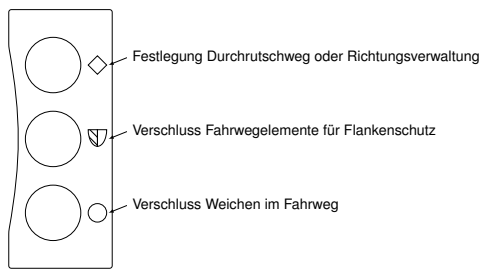 Festlegung Durchrutschweg oder Richtungsverwaltung
Verschluss Fahrwegelemente für Flankenschutz
Verschluss Weichen im Fahrweg